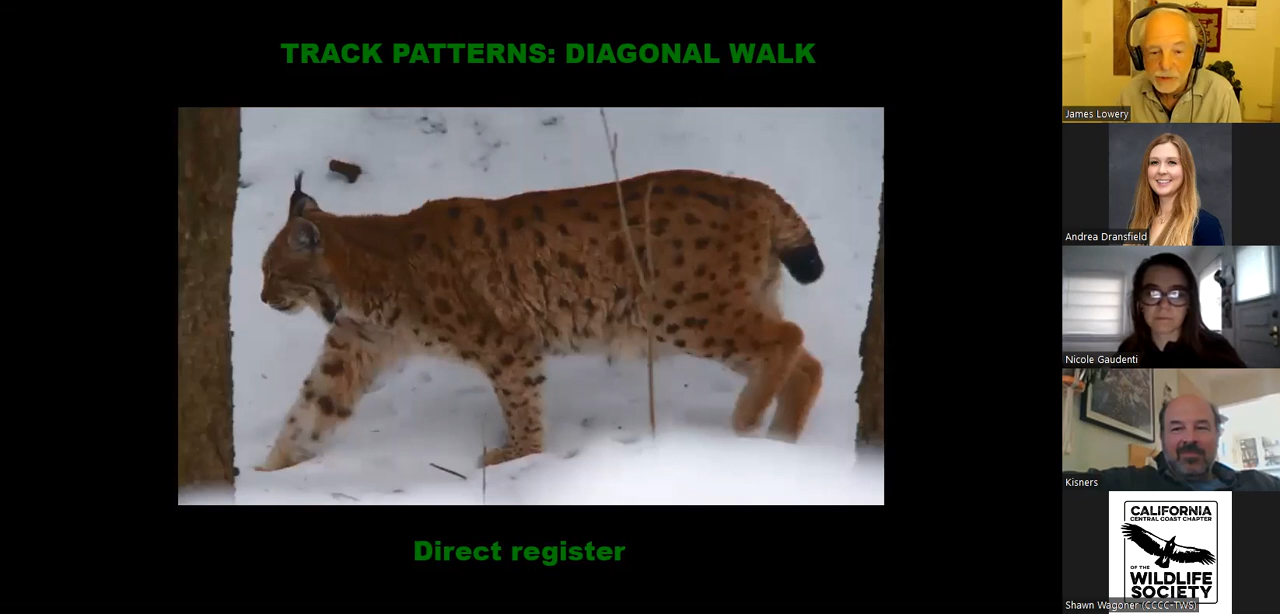 TRACK PATTERNS: DIAGONAL WALK
Direct register
James Lowery
Andrea Dransfield
Nicole Gaudenti
Kisners
CALIFORNIA
CENTRAL COAST CHAPTER
OF THE
WILDLIFE
SOCIETY
Shawn Wagoner (CCCC-TWS)